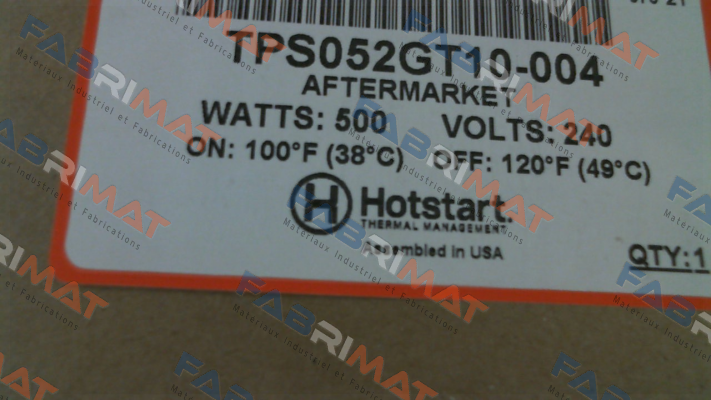 TPS052GT10-004
AFTERMARKET
WATTS: 500 VOLTS: 240
ON: 100°F (38°C) OFF: 120°F (49°C)
H Hotstart.
THERMAL MANAGEMENT
Assembled in USA
QTY:1
FABRIMAT
Materiaux Industriel et Fabrications